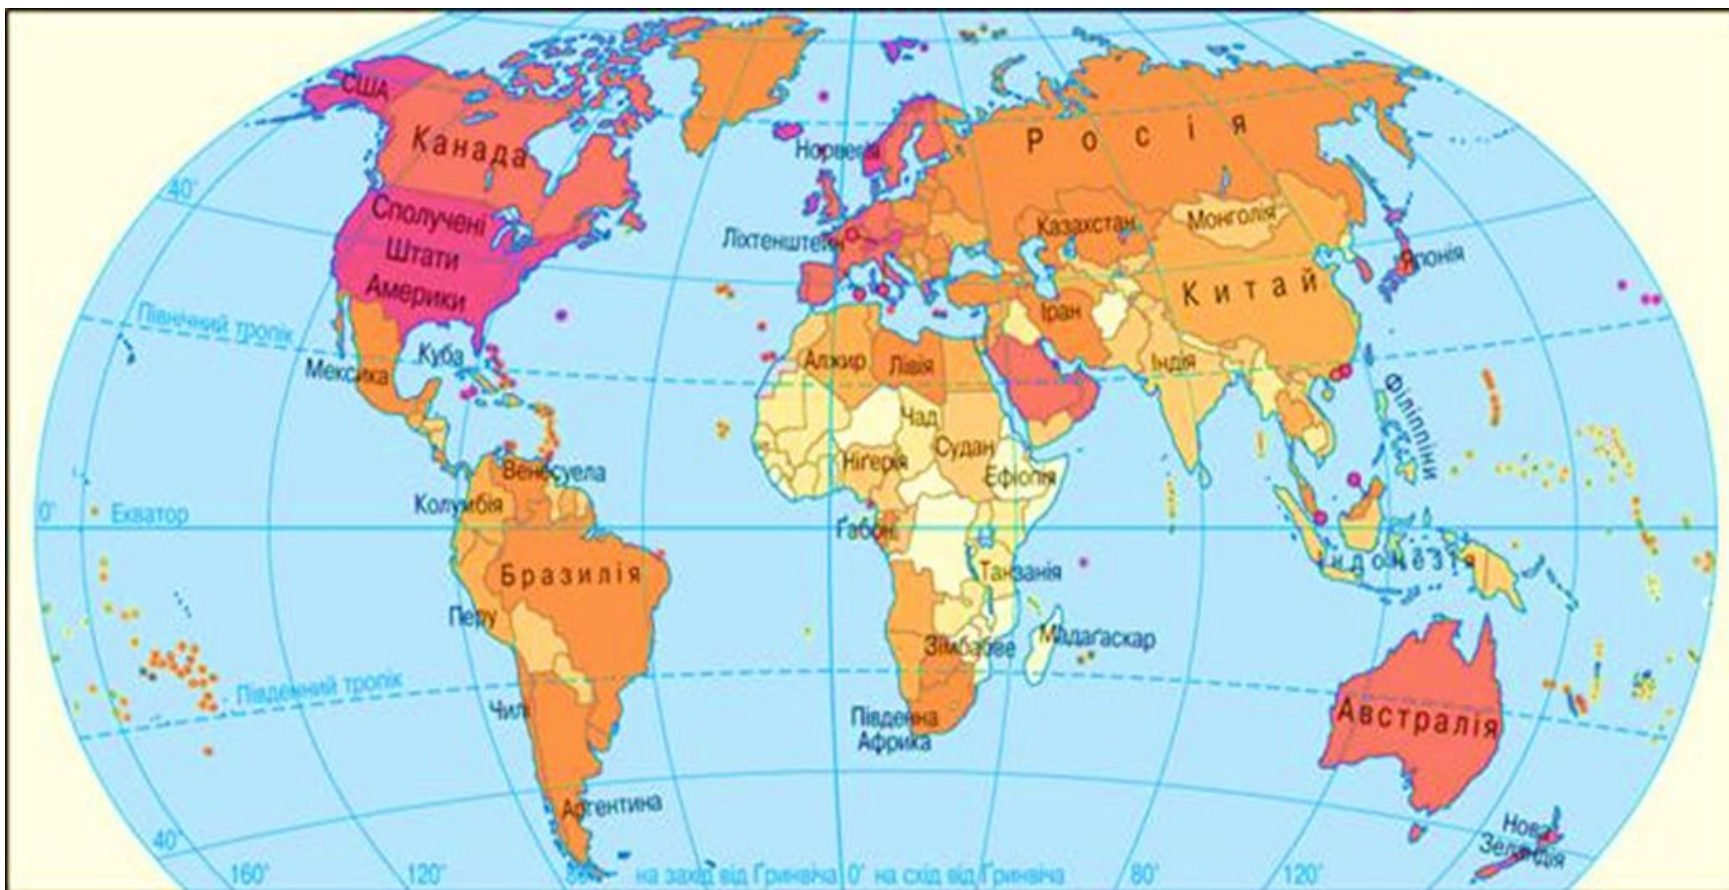 США
Канада
Росія
Норвегія
40°
Сполучені
Штати
Америки
Ліхтенштейн
Казахстан
Монголія
Японія
Китай
Північний тропік
Іран
Куба
Мексика
Алжир
Лівія
Індія
Філіппіни
Чад
Судан
Нігерія
Ефіопія
Венесуела
Колумбія
0°
Екватор
Габон
Індонезія
Бразилія
Танзанія
Перу
Зімбабве
Мадагаскар
Південний тропік
Чилі
Південна
Африка
Австралія
Аргентина
Нова
Зеландія
40°
160°
120°
80°
на захід від Гринвіча 0° на схід від Гринвіча
80°
120°